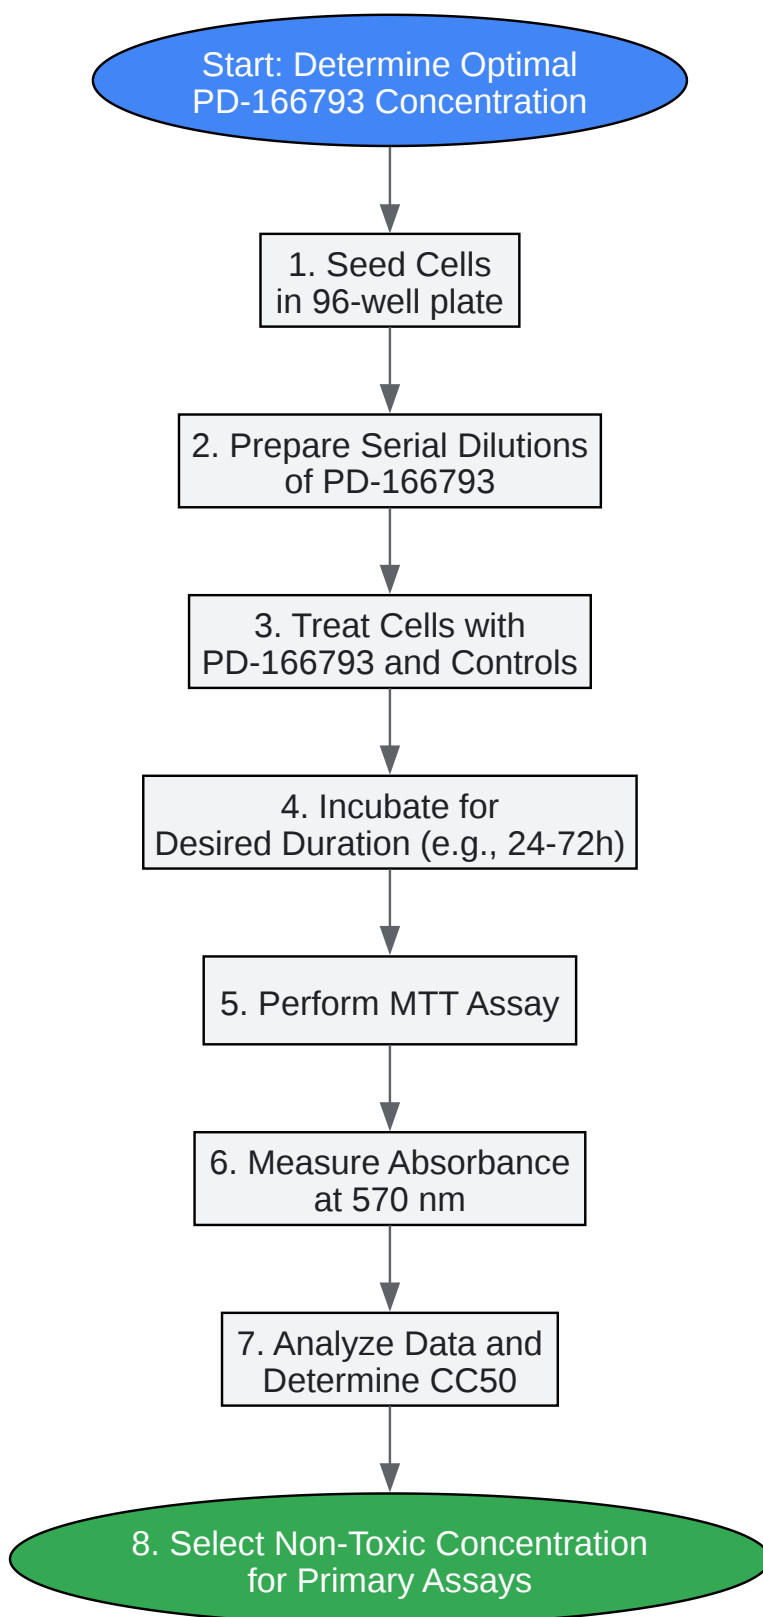 Start: Determine Optimal
PD-166793 Concentration
1. Seed Cells
in 96-well plate
2. Prepare Serial Dilutions
of PD-166793
3. Treat Cells with
PD-166793 and Controls
4. Incubate for
Desired Duration (e.g., 24-72h)
5. Perform MTT Assay
6. Measure Absorbance
at 570 nm
7. Analyze Data and
Determine CC50
8. Select Non-Toxic Concentration
for Primary Assays